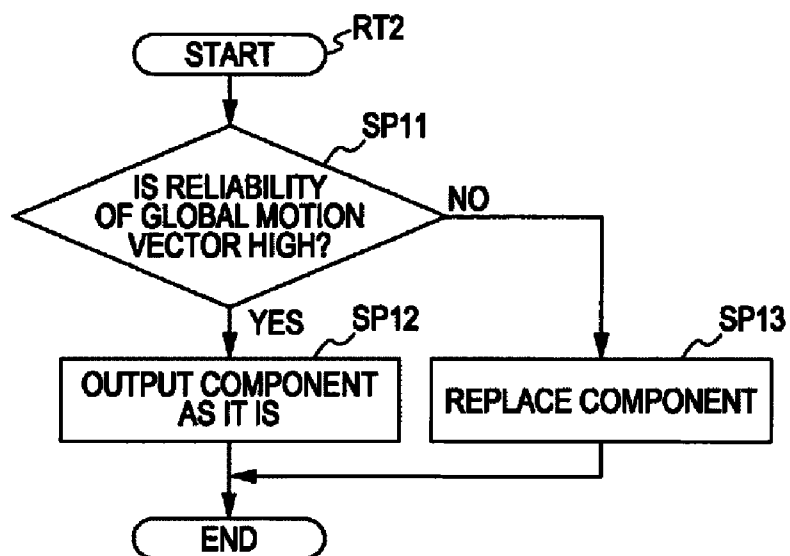 START
RT2
SP11
IS RELIABILITY
OF GLOBAL MOTION
VECTOR HIGH?
NO
YES
SP12
SP13
OUTPUT COMPONENT
AS IT IS
REPLACE COMPONENT
END